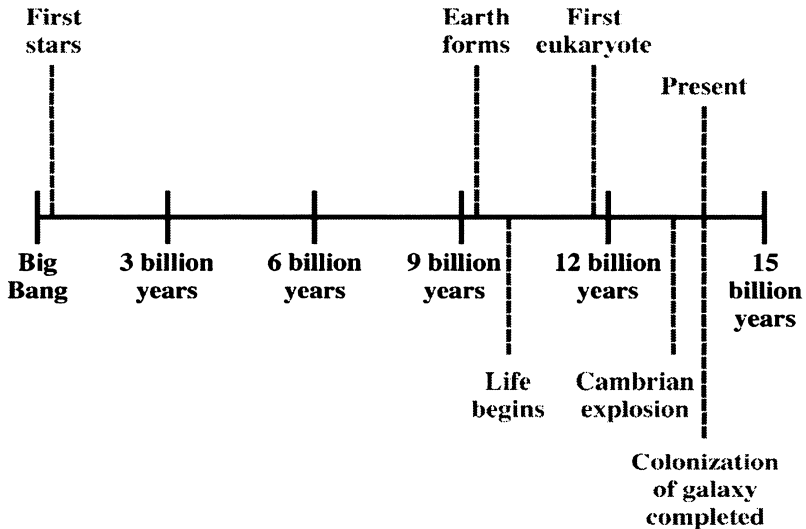 First
stars
Earth
forms
First
eukaryote
Present
Big
Bang
3 billion
years
6 billion
years
9 billion
years
12 billion
years
15
billion
years
Life
begins
Cambrian
explosion
Colonization
of galaxy
completed